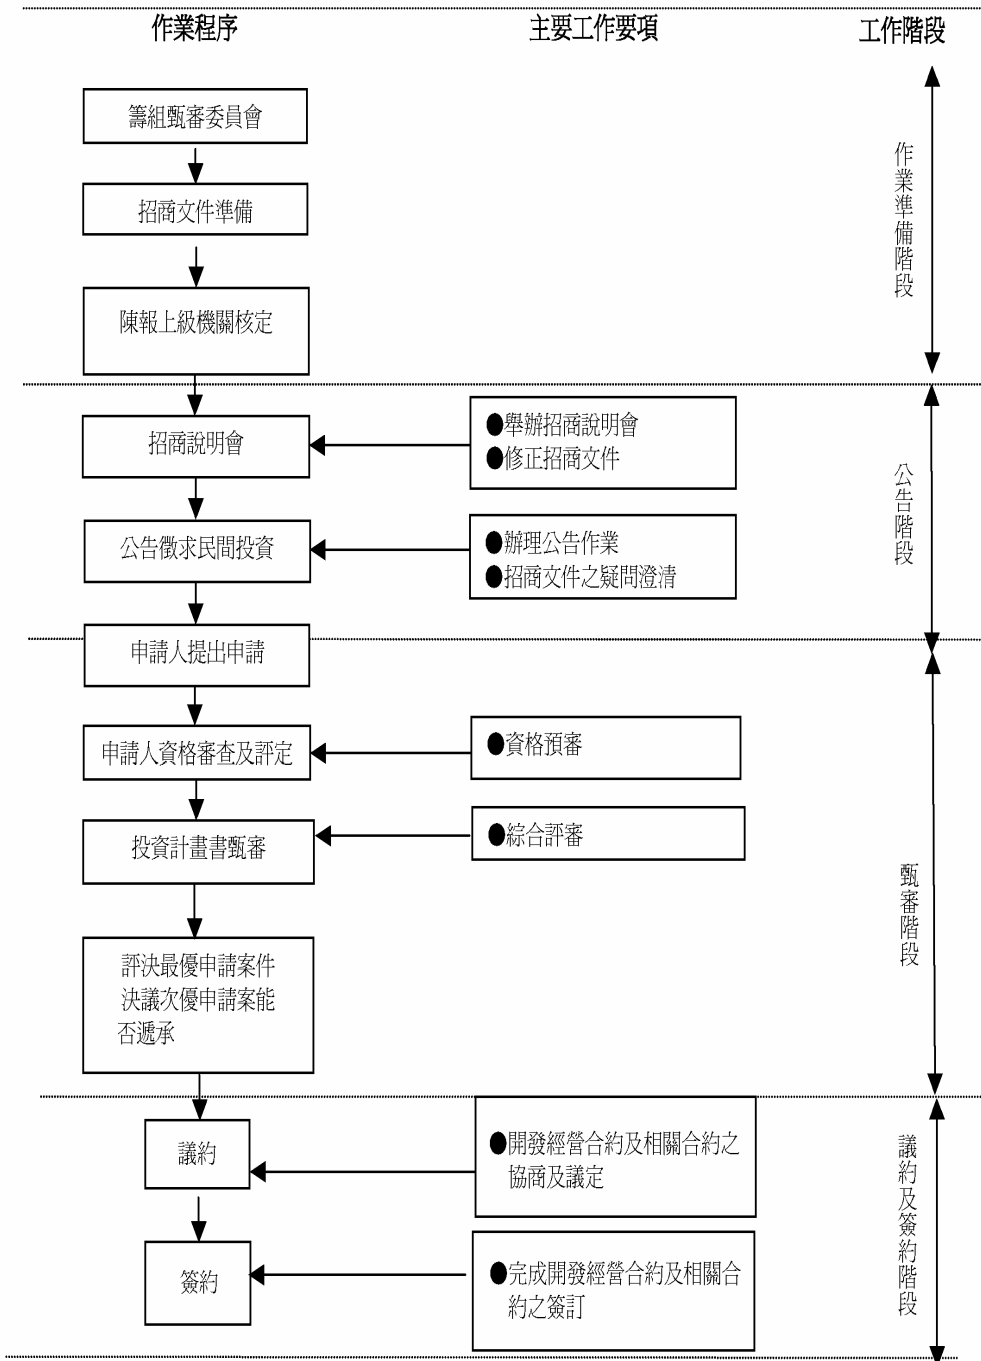 作業程序
主要工作要項
工作階段
籌組甄審委員會
招商文件準備
陳報上級機關核定
作業準備階段
招商說明會
●舉辦招商說明會
●修正招商文件
公告徵求民間投資
●辦理公告作業
●招商文件之疑問澄清
公告階段
申請人提出申請
申請人資格審查及評定
●資格預審
投資計畫書甄審
●綜合評審
評決最優申請案件
決議次優申請案能
否遞承
甄審階段
議約
●開發經營合約及相關合約之
協商及議定
簽約
●完成開發經營合約及相關合
約之簽訂
議約及簽約階段